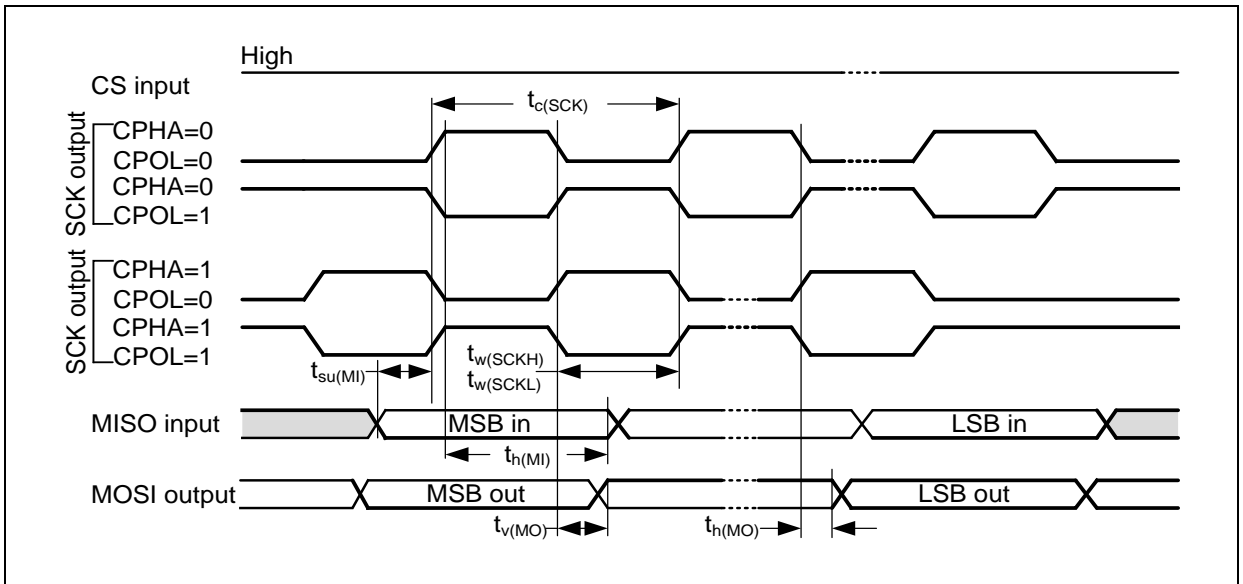 High
CS input
t_c(SCK)
SCK output
CPHA=0
CPOL=0
CPHA=0
CPOL=1
SCK output
CPHA=1
CPOL=0
CPHA=1
CPOL=1
t_su(MI)
t_w(SCKH)
t_w(SCKL)
MISO input
MSB in
LSB in
t_h(MI)
MOSI output
MSB out
LSB out
t_v(MO)
t_h(MO)